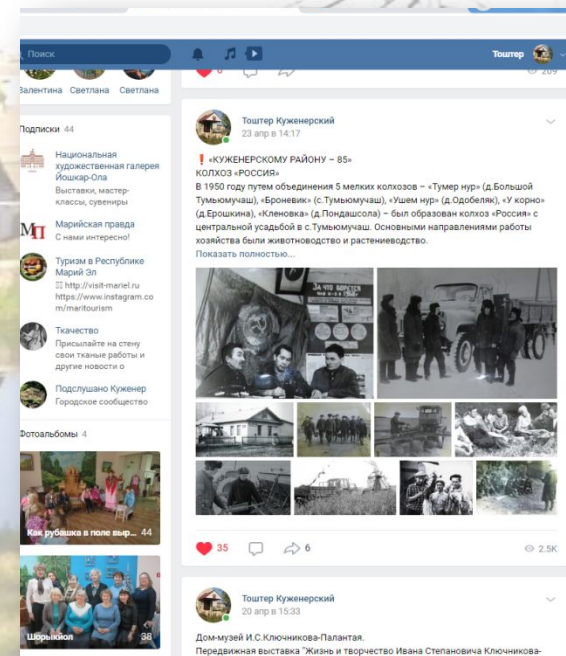 Поиск
Тоштер
8
209
Валентина Светлана Светлана
Подписки 44
Национальная
художественная галерея
Йошкар-Ола
Выставки, мастер-
классы, сувениры
МП
Марийская правда
С нами интересно!
Туризм в Республике
Марий Эл
http://visit-mariel.ru
https://www.instagram.co
m/maritourism
Ткачество
Присылайте на стену
свои тканые работы и
другие новости о
Подслушано Куженер
Городское сообщество
Фотоальбомы 4
Как рубашка в поле выр... 44
Шорыкйол 38
Тоштер Куженерский
23 апр в 14:17
❗ «КУЖЕНЕРСКОМУ РАЙОНУ – 85»
КОЛХОЗ «РОССИЯ»
В 1950 году путем объединения 5 мелких колхозов – «Тумер нур» (д.Большой
Тумьюмучаш), «Броневик» (с.Тумьюмучаш), «Ушем нур» (д.Одобеляк), «У корно»
(д.Ерошкина), «Кленовка» (д.Пондашсола) – был образован колхоз «Россия» с
центральной усадьбой в с.Тумьюмучаш. Основными направлениями работы
хозяйства были животноводство и растениеводство.
Показать полностью...
ЗА ЧТО БОРЕТСЯ
35 6 2.5K
Тоштер Куженерский
20 апр в 15:33
Дом-музей И.С.Ключникова-Палантая.
Передвижная выставка "Жизнь и творчество Ивана Степановича Ключникова-